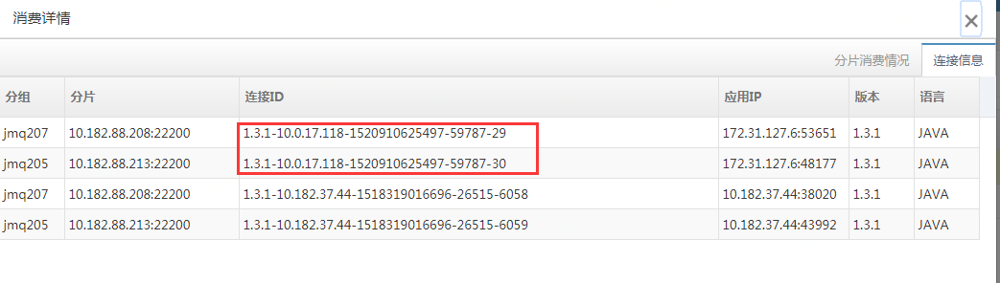 消费详情
分片消费情况 连接信息
分组 分片 连接ID 应用IP 版本 语言
jmq207 10.182.88.208:22200 1.3.1-10.0.17.118-1520910625497-59787-29 172.31.127.6:53651 1.3.1 JAVA
jmq205 10.182.88.213:22200 1.3.1-10.0.17.118-1520910625497-59787-30 172.31.127.6:48177 1.3.1 JAVA
jmq207 10.182.88.208:22200 1.3.1-10.182.37.44-1518319016696-26515-6058 10.182.37.44:38020 1.3.1 JAVA
jmq205 10.182.88.213:22200 1.3.1-10.182.37.44-1518319016696-26515-6059 10.182.37.44:43992 1.3.1 JAVA